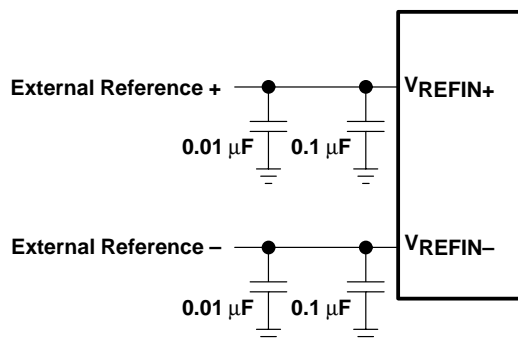 External Reference + VREFIN+
0.01 μF 0.1 μF
External Reference – VREFIN–
0.01 μF 0.1 μF